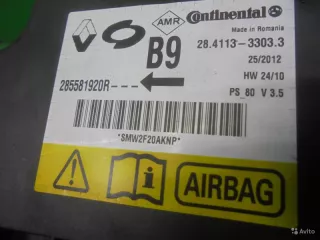 AMR Continental
Made in Romania
B9 28.4113-3303.3
25/2012
HW 24/10
285581920R---
PS_80 V 3.5
*SMW2F20AKNP*
AIRBAG
Avito